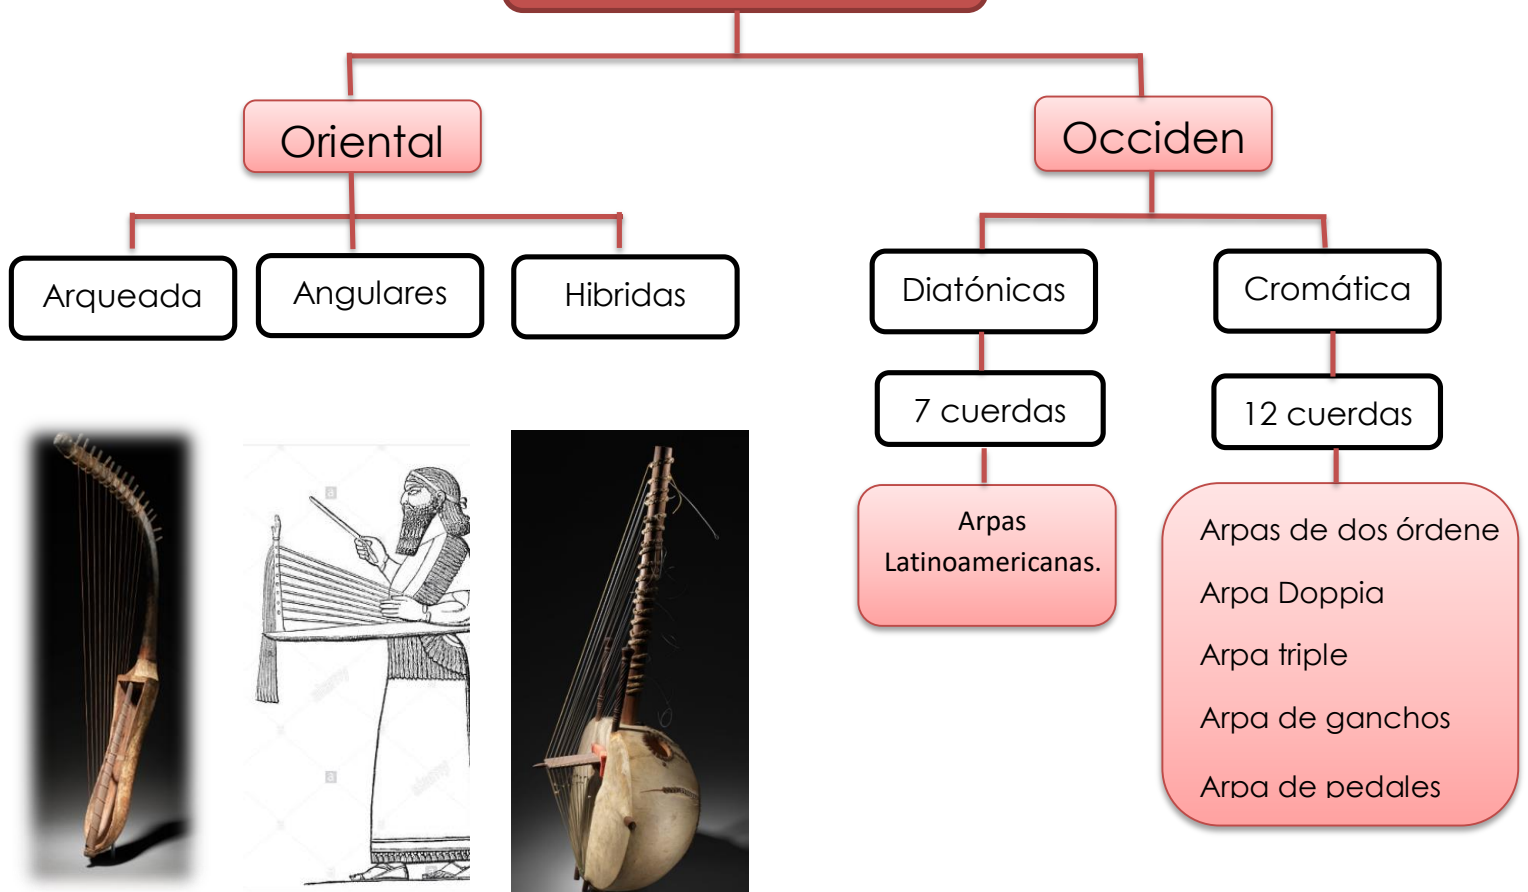 Oriental
Occiden
Arqueada
Angulares
Hibridas
Diatónicas
Cromática
7 cuerdas
12 cuerdas
Arpas
Latinoamericanas.
Arpas de dos órdene
Arpa Doppia
Arpa triple
Arpa de ganchos
Arpa de pedales